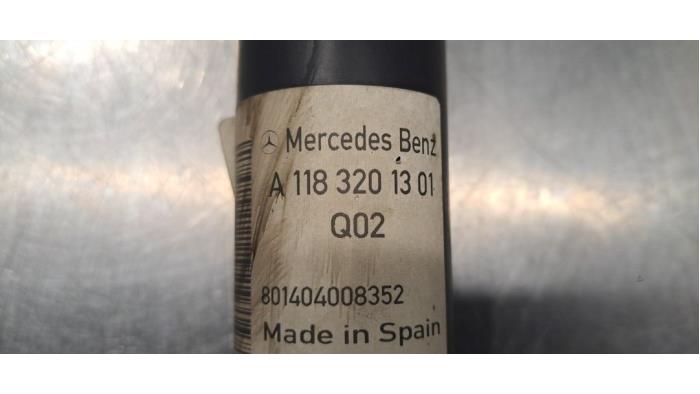 Mercedes Benz
A 118 320 13 01
Q02
801404008352
Made in Spain